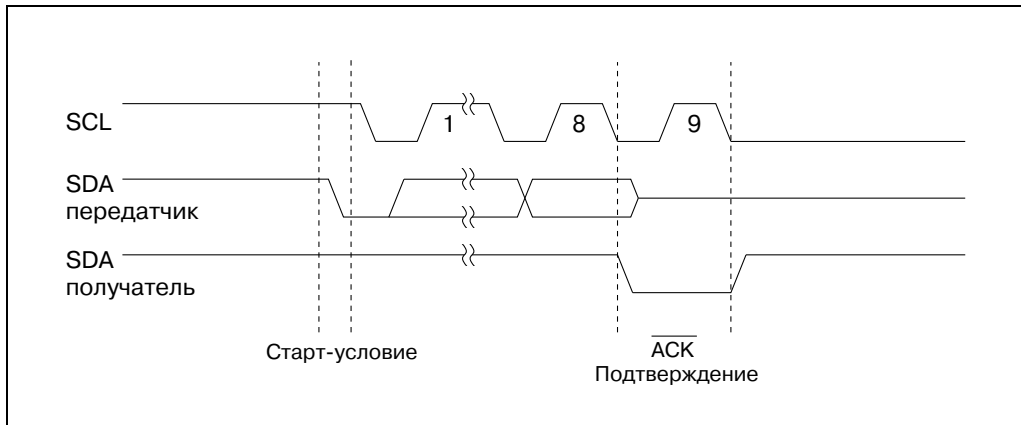 SCL
1
8
9
SDA
передатчик
SDA
получатель
Старт-условие
ACK
Подтверждение